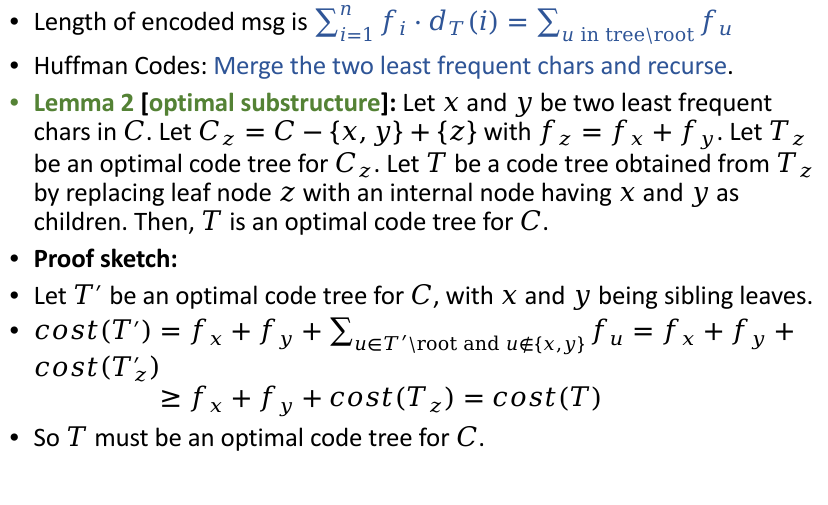 • Length of encoded msg is ∑ⁿᵢ₌₁ fᵢ · d_T(i) = ∑_{u in tree\root} f_u
• Huffman Codes: Merge the two least frequent chars and recurse.
• Lemma 2 [optimal substructure]: Let x and y be two least frequent
chars in C. Let C_z = C − {x, y} + {z} with f_z = f_x + f_y. Let T_z
be an optimal code tree for C_z. Let T be a code tree obtained from T_z
by replacing leaf node z with an internal node having x and y as
children. Then, T is an optimal code tree for C.
• Proof sketch:
• Let T′ be an optimal code tree for C, with x and y being sibling leaves.
• cost(T′) = f_x + f_y + ∑_{u∈T′\root and u∉{x,y}} f_u = f_x + f_y +
cost(T′_z)
≥ f_x + f_y + cost(T_z) = cost(T)
• So T must be an optimal code tree for C.